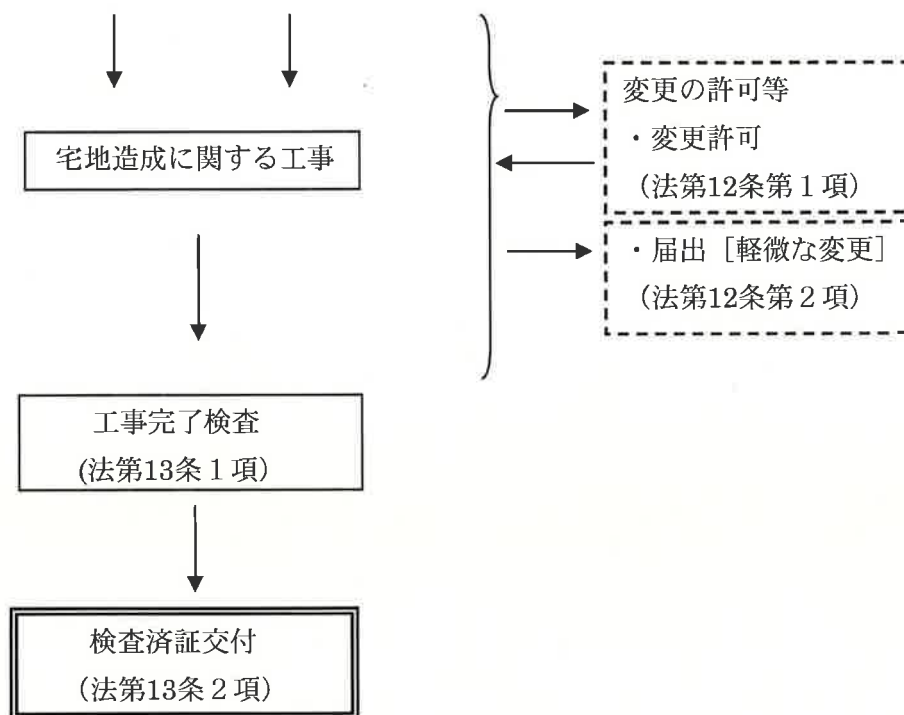 変更の許可等
・変更許可
(法第12条第１項)
宅地造成に関する工事
・届出［軽微な変更］
(法第12条第２項)
工事完了検査
(法第13条１項)
検査済証交付
(法第13条２項)